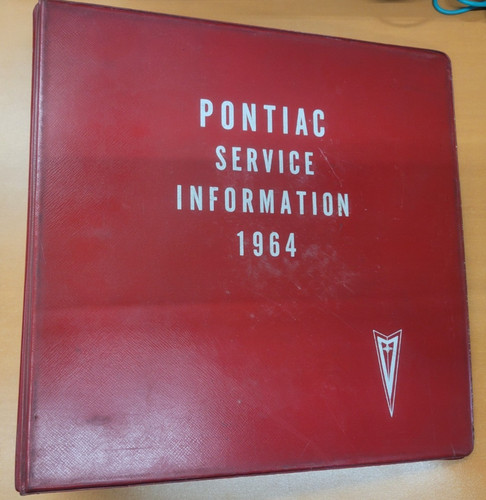 PONTIAC
SERVICE
INFORMATION
1964